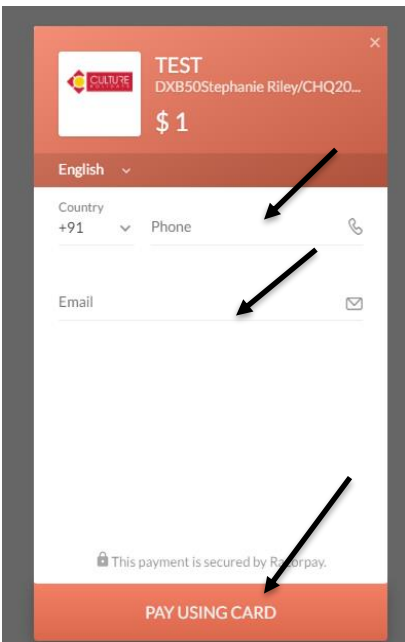 ×
CULTURE
HOLIDAYS
TEST
DXB50Stephanie Riley/CHQ20...
$ 1
English
Country
+91
Phone
Email
This payment is secured by Razorpay.
PAY USING CARD